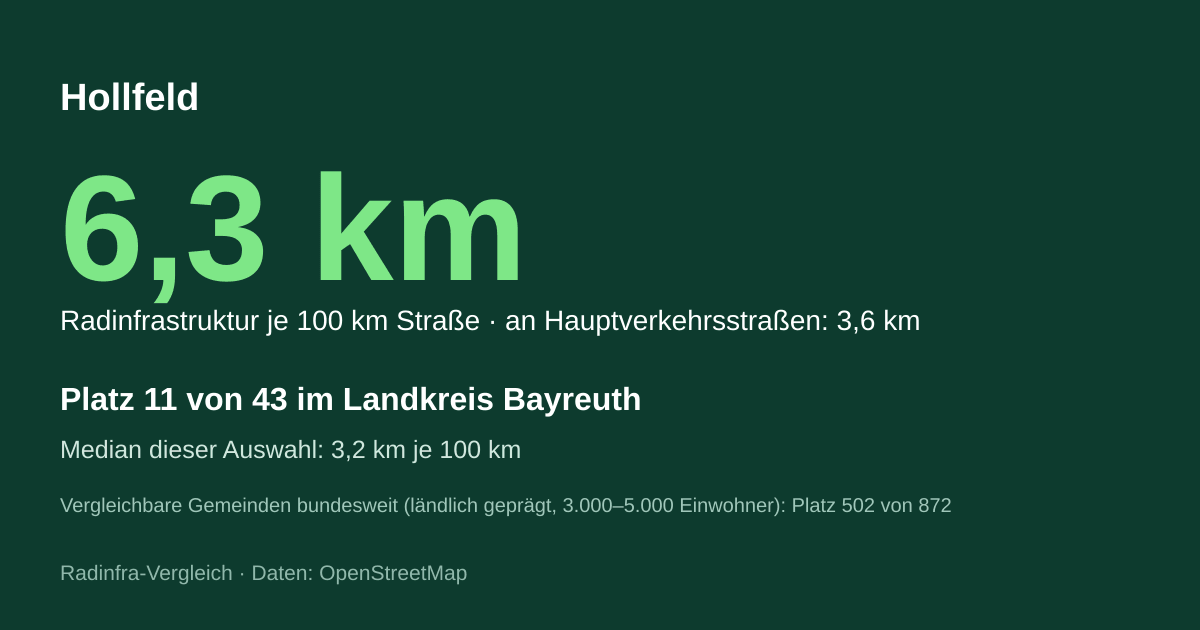 Hollfeld
6,3 km
Radinfrastruktur je 100 km Straße · an Hauptverkehrsstraßen: 3,6 km
Platz 11 von 43 im Landkreis Bayreuth
Median dieser Auswahl: 3,2 km je 100 km
Vergleichbare Gemeinden bundesweit (ländlich geprägt, 3.000–5.000 Einwohner): Platz 502 von 872
Radinfra-Vergleich · Daten: OpenStreetMap